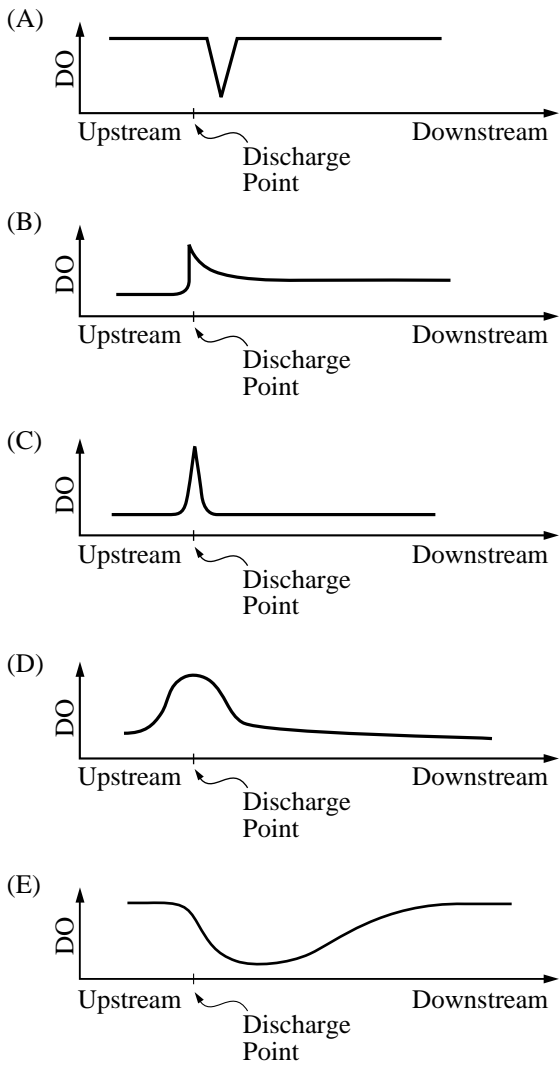 (A)
DO
Upstream Downstream
Discharge
Point
(B)
DO
Upstream Downstream
Discharge
Point
(C)
DO
Upstream Downstream
Discharge
Point
(D)
DO
Upstream Downstream
Discharge
Point
(E)
DO
Upstream Downstream
Discharge
Point